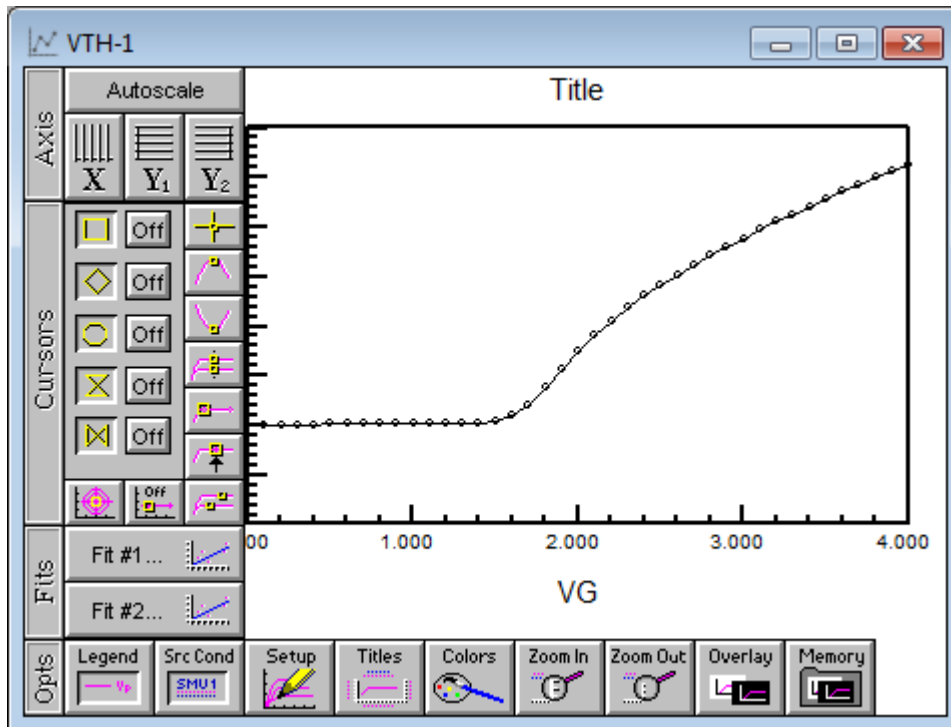 VTH-1
Axis
Autoscale
X
Y1
Y2
Title
Cursors
Off
Off
Off
Off
Off
Off
00
1.000
2.000
3.000
4.000
VG
Fits
Fit #1...
Fit #2...
Opts
Legend
Vp
Src Cond
SMU1
Setup
Titles
Colors
Zoom In
Zoom Out
Overlay
Memory